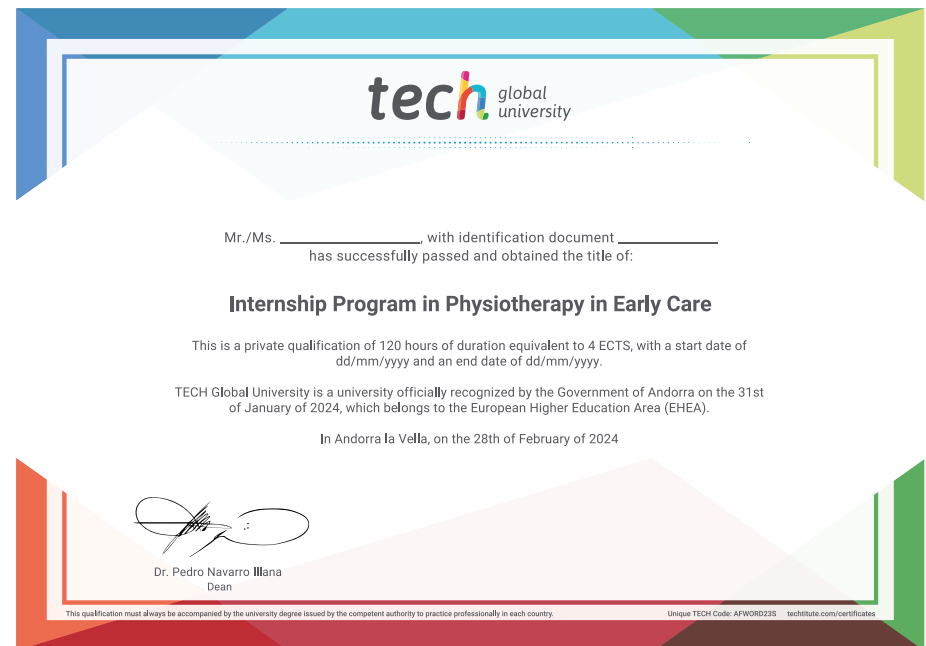 tech global
university
Mr./Ms. ____________________, with identification document ______________
has successfully passed and obtained the title of:
Internship Program in Physiotherapy in Early Care
This is a private qualification of 120 hours of duration equivalent to 4 ECTS, with a start date of
dd/mm/yyyy and an end date of dd/mm/yyyy.
TECH Global University is a university officially recognized by the Government of Andorra on the 31st
of January of 2024, which belongs to the European Higher Education Area (EHEA).
In Andorra la Vella, on the 28th of February of 2024
Dr. Pedro Navarro Illana
Dean
This qualification must always be accompanied by the university degree issued by the competent authority to practice professionally in each country.
Unique TECH Code: AFWORD23S techtitute.com/certificates